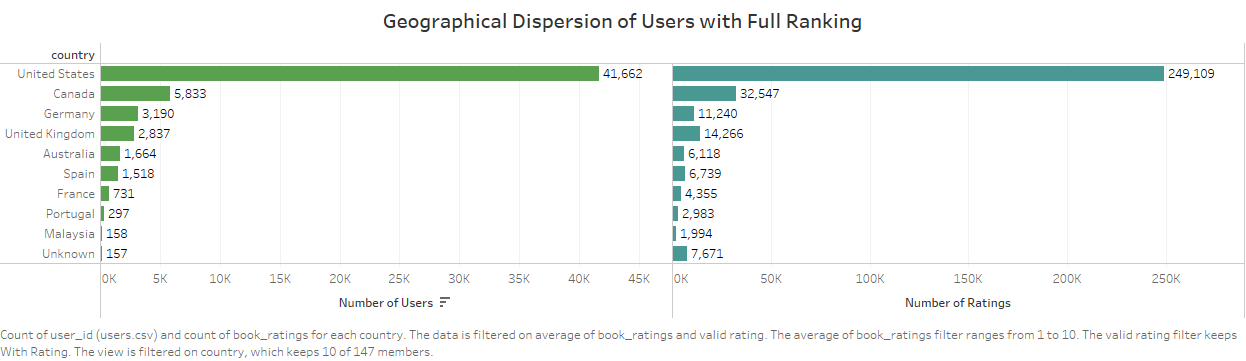 Geographical Dispersion of Users with Full Ranking
country
United States 41,662 249,109
Canada 5,833 32,547
Germany 3,190 11,240
United Kingdom 2,837 14,266
Australia 1,664 6,118
Spain 1,518 6,739
France 731 4,355
Portugal 297 2,983
Malaysia 158 1,994
Unknown 157 7,671
0K 5K 10K 15K 20K 25K 30K 35K 40K 45K 0K 50K 100K 150K 200K 250K
Number of Users Number of Ratings
Count of user_id (users.csv) and count of book_ratings for each country. The data is filtered on average of book_ratings and valid rating. The average of book_ratings filter ranges from 1 to 10. The valid rating filter keeps
With Rating. The view is filtered on country, which keeps 10 of 147 members.